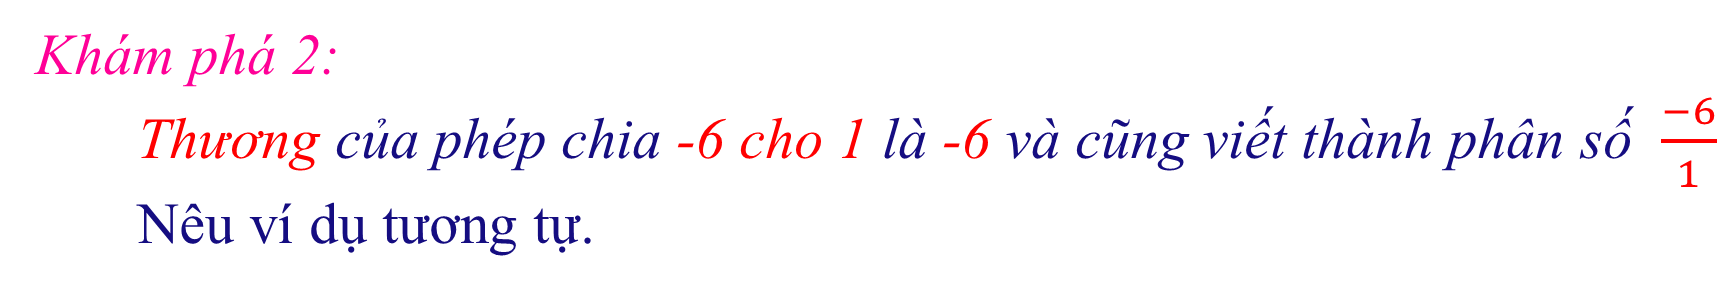 Khám phá 2:
Thương của phép chia -6 cho 1 là -6 và cũng viết thành phân số −6/1
Nêu ví dụ tương tự.